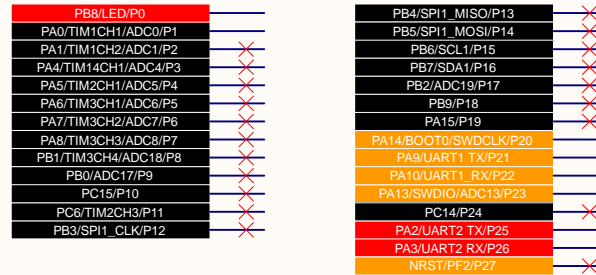 PB8/LED/P0
PA0/TIM1CH1/ADC0/P1
PA1/TIM1CH2/ADC1/P2
PA4/TIM14CH1/ADC4/P3
PA5/TIM2CH1/ADC5/P4
PA6/TIM3CH1/ADC6/P5
PA7/TIM3CH2/ADC7/P6
PA8/TIM3CH3/ADC8/P7
PB1/TIM3CH4/ADC18/P8
PB0/ADC17/P9
PC15/P10
PC6/TIM2CH3/P11
PB3/SPI1_CLK/P12
PB4/SPI1_MISO/P13
PB5/SPI1_MOSI/P14
PB6/SCL1/P15
PB7/SDA1/P16
PB2/ADC19/P17
PB9/P18
PA15/P19
PA14/BOOT0/SWDCLK/P20
PA9/UART1 TX/P21
PA10/UART1_RX/P22
PA13/SWDIO/ADC13/P23
PC14/P24
PA2/UART2 TX/P25
PA3/UART2 RX/P26
NRST/PF2/P27